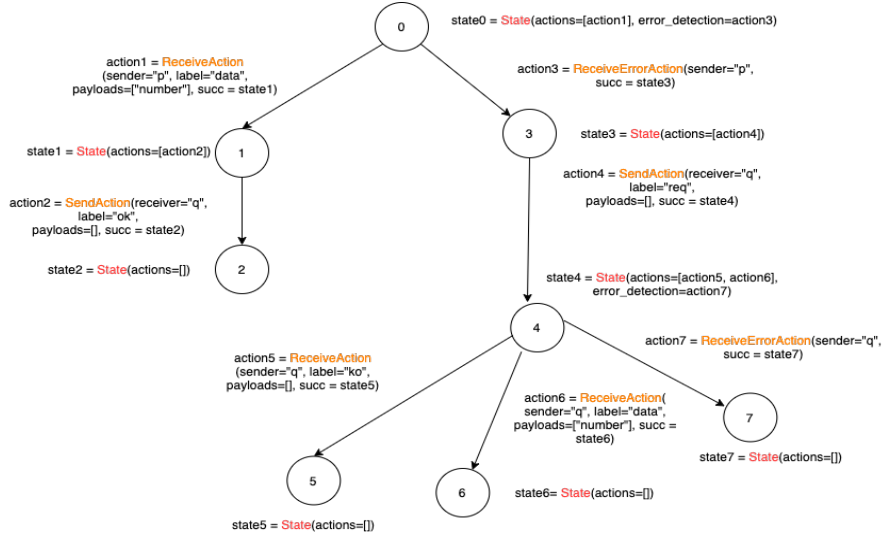 0
state0 = State(actions=[action1], error_detection=action3)
action1 = ReceiveAction
(sender="p", label="data",
payloads=["number"], succ = state1)
action3 = ReceiveErrorAction(sender="p",
succ = state3)
state1 = State(actions=[action2])
1
3
state3 = State(actions=[action4])
action2 = SendAction(receiver="q",
label="ok",
payloads=[], succ = state2)
action4 = SendAction(receiver="q",
label="req",
payloads=[], succ = state4)
state2 = State(actions=[])
2
state4 = State(actions=[action5, action6],
error_detection=action7)
4
action5 = ReceiveAction
(sender="q", label="ko",
payloads=[], succ = state5)
action7 = ReceiveErrorAction(sender="q",
succ = state7)
action6 = ReceiveAction(
sender="q", label="data",
payloads=["number"], succ =
state6)
7
state7 = State(actions=[])
5
6
state6= State(actions=[])
state5 = State(actions=[])